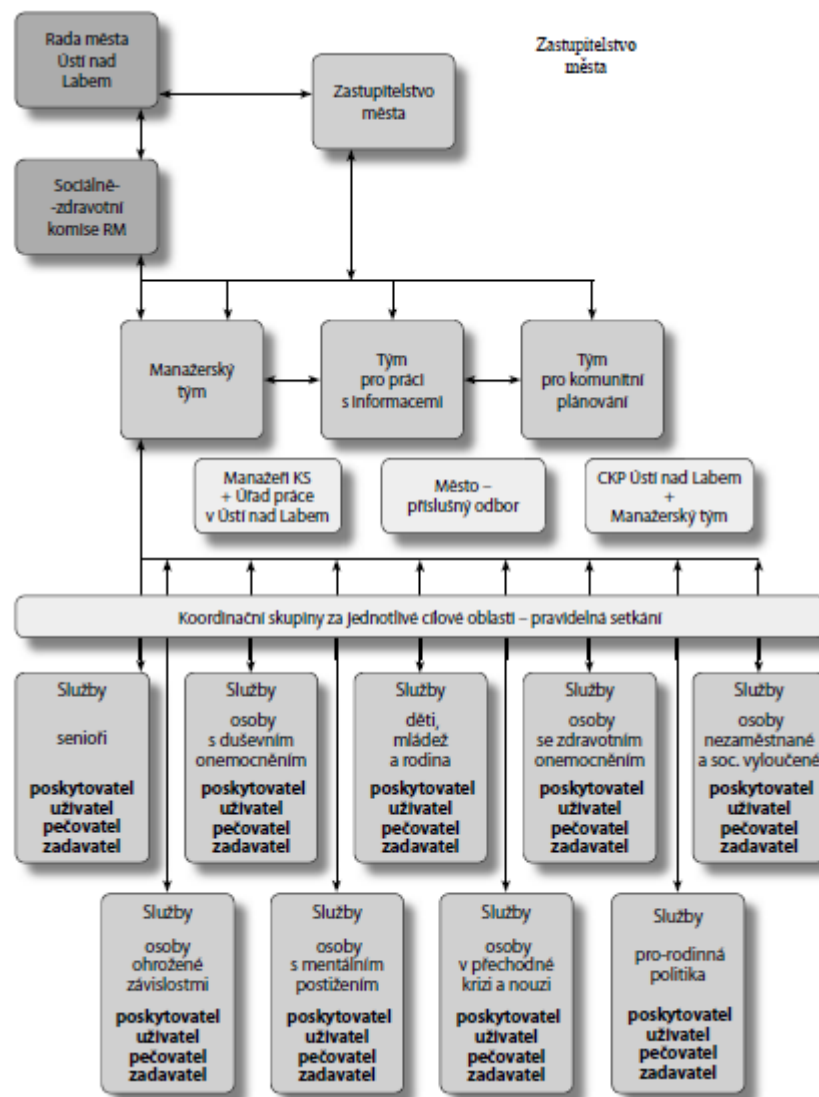 Rada města
Ústí nad
Labem
Zastupitelstvo
města
Zastupitelstvo
města
Sociálně-
-zdravotní
komise RM
Manažerský
tým
Tým
pro práci
s informacemi
Tým
pro komunitní
plánování
Manažeři KS
+ Úřad práce
v Ústí nad Labem
Město –
příslušný odbor
CKP Ústí nad Labem
+
Manažerský tým
Koordinační skupiny za jednotlivé cílové oblasti – pravidelná setkání
Služby
senioři
poskytovatel
uživatel
pečovatel
zadavatel
Služby
osoby
s duševním
onemocněním
poskytovatel
uživatel
pečovatel
zadavatel
Služby
děti,
mládež
a rodina
poskytovatel
uživatel
pečovatel
zadavatel
Služby
osoby
se zdravotním
onemocněním
poskytovatel
uživatel
pečovatel
zadavatel
Služby
osoby
nezaměstnané
a soc. vyloučené
poskytovatel
uživatel
pečovatel
zadavatel
Služby
osoby
ohrožené
závislostmi
poskytovatel
uživatel
pečovatel
zadavatel
Služby
osoby
s mentálním
postižením
poskytovatel
uživatel
pečovatel
zadavatel
Služby
osoby
v přechodné
krizi a nouzi
poskytovatel
uživatel
pečovatel
zadavatel
Služby
pro-rodinná
politika
poskytovatel
uživatel
pečovatel
zadavatel